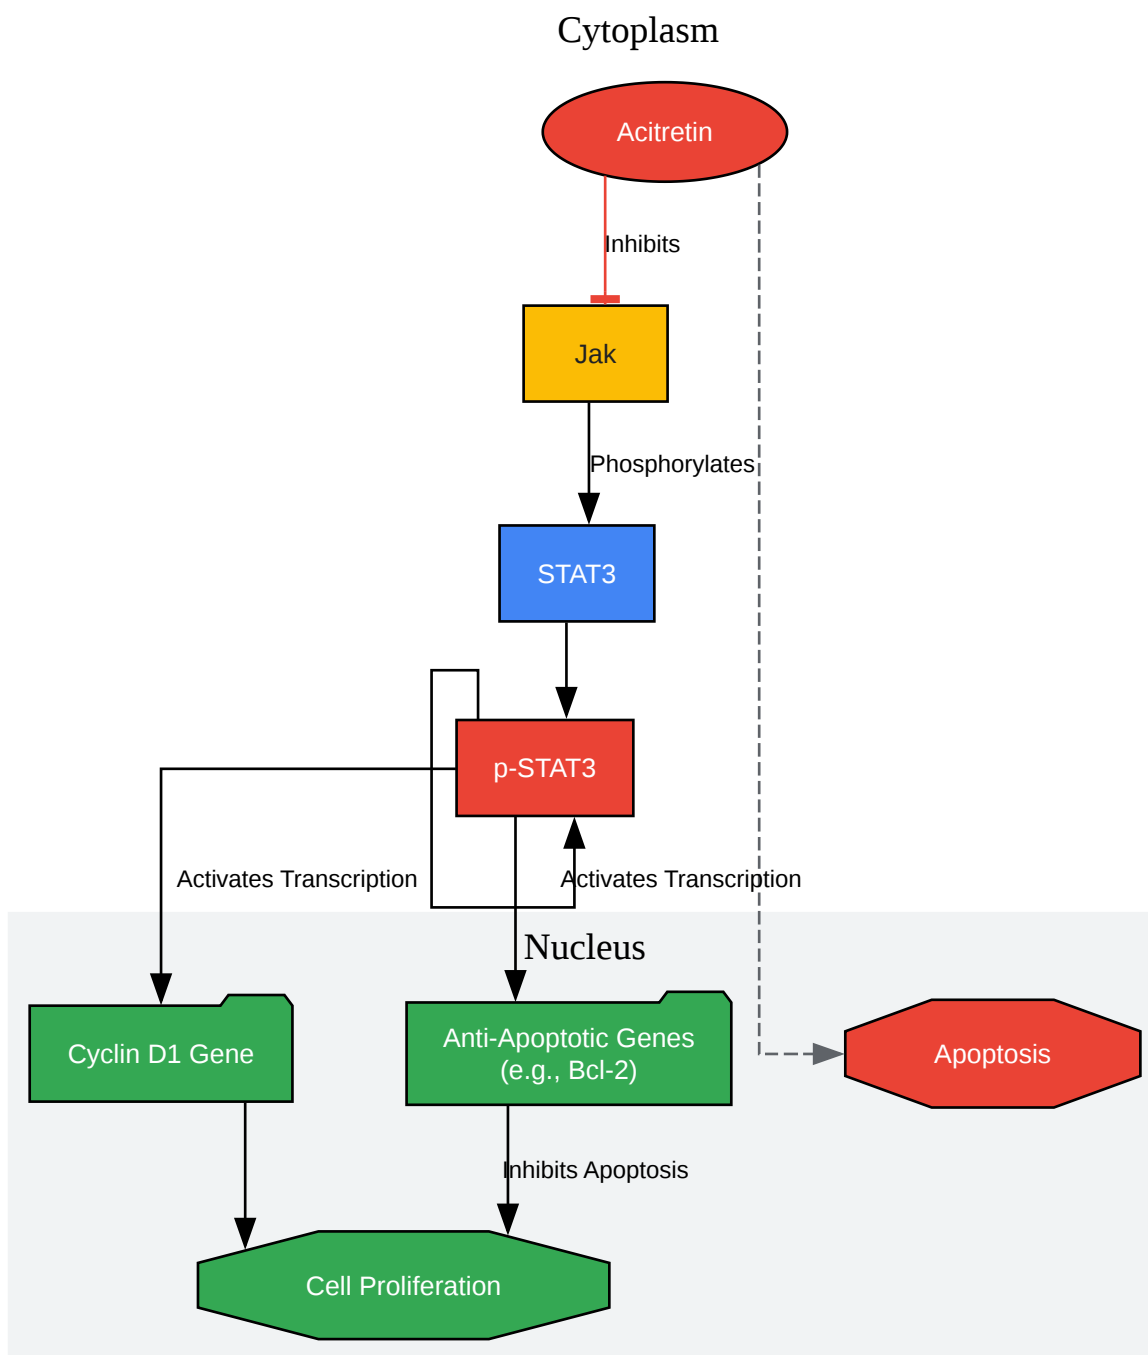 Cytoplasm
Acitretin
Inhibits
Jak
Phosphorylates
STAT3
p-STAT3
Activates Transcription
Activates Transcription
Nucleus
Cyclin D1 Gene
Anti-Apoptotic Genes
(e.g., Bcl-2)
Apoptosis
Inhibits Apoptosis
Cell Proliferation